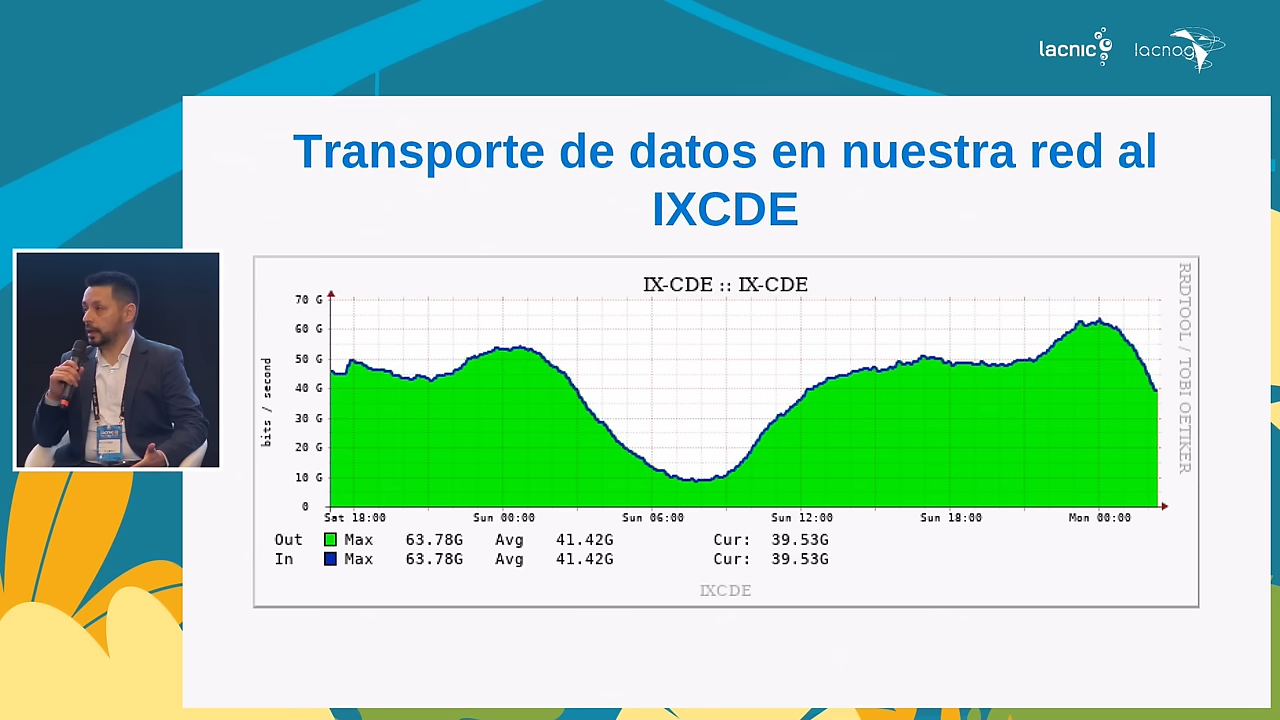 lacnic
lacnog
Transporte de datos en nuestra red al
IXCDE
IX-CDE :: IX-CDE
RRDTOOL / TOBI OETIKER
bits / second
70 G
60 G
50 G
40 G
30 G
20 G
10 G
0
Sat 18:00 Sun 00:00 Sun 06:00 Sun 12:00 Sun 18:00 Mon 00:00
Out Max 63.78G Avg 41.42G Cur: 39.53G
In Max 63.78G Avg 41.42G Cur: 39.53G
IXCDE
lacnic